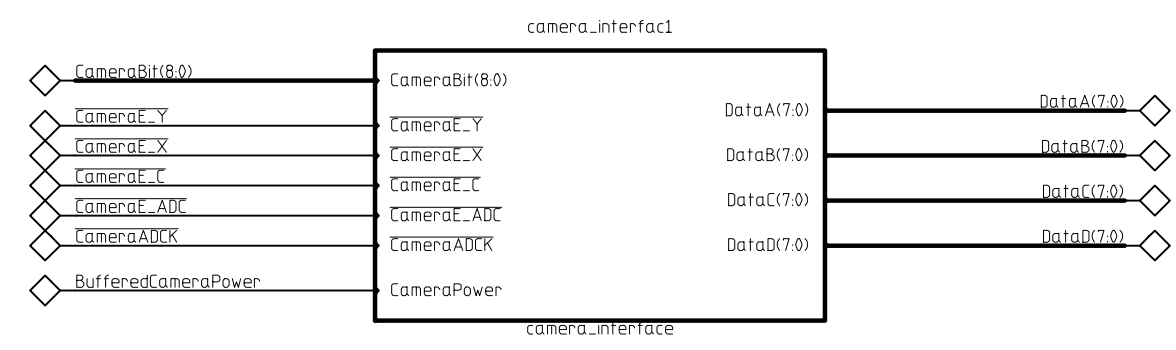 camera_interfac1
CameraBit(8:0)
CameraE_Y
CameraE_X
CameraE_C
CameraE_ADC
CameraADCK
BufferedCameraPower
CameraBit(8:0)
CameraE_Y
CameraE_X
CameraE_C
CameraE_ADC
CameraADCK
CameraPower
DataA(7:0)
DataB(7:0)
DataC(7:0)
DataD(7:0)
DataA(7:0)
DataB(7:0)
DataC(7:0)
DataD(7:0)
camera_interface